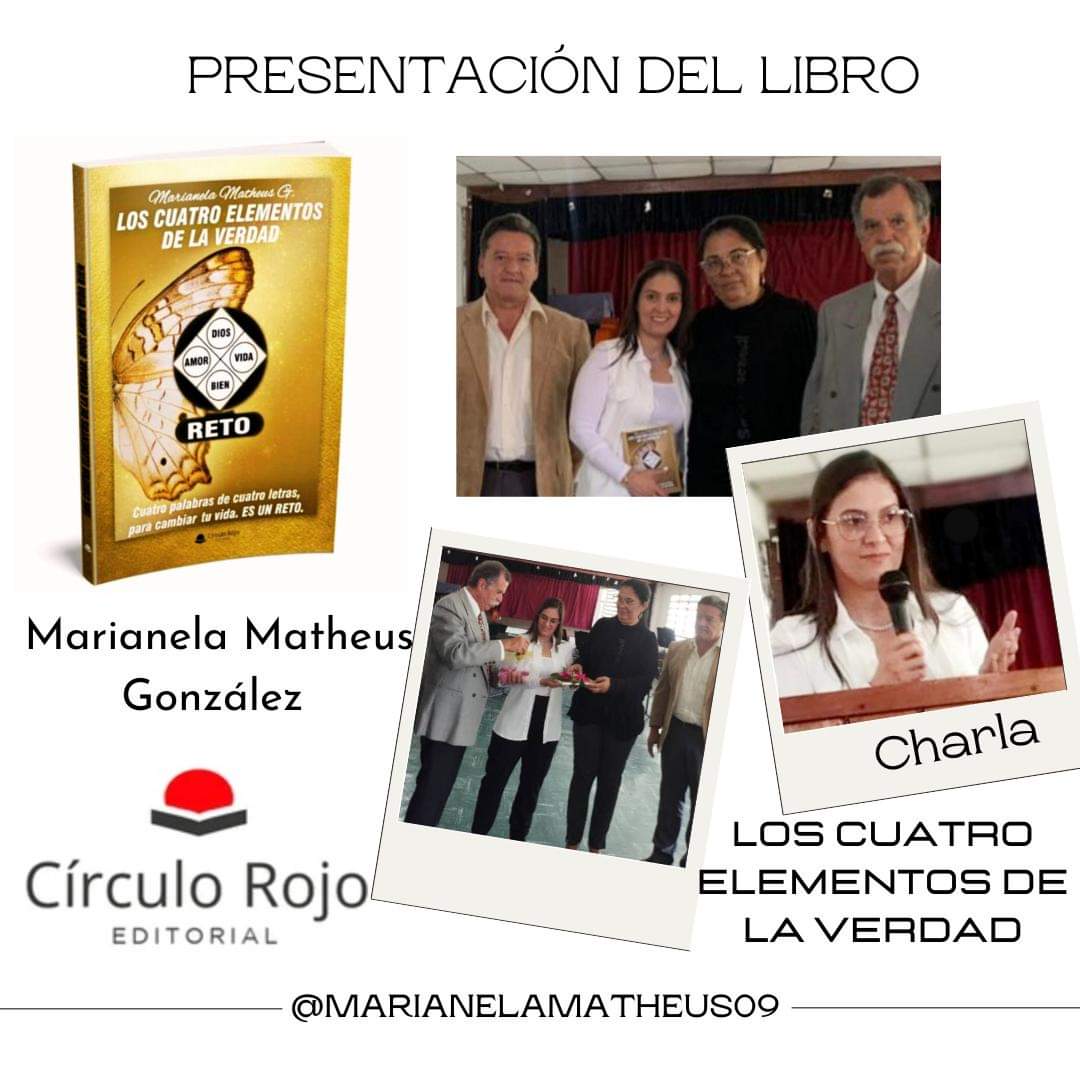 PRESENTACIÓN DEL LIBRO
Marianela Matheus G.
LOS CUATRO ELEMENTOS
DE LA VERDAD
DIOS
AMOR
VIDA
BIEN
RETO
Cuatro palabras de cuatro letras,
para cambiar tu vida. ES UN RETO.
Círculo Rojo
Marianela Matheus
González
Círculo Rojo
EDITORIAL
Charla
LOS CUATRO
ELEMENTOS DE
LA VERDAD
@MARIANELAMATHEUS09